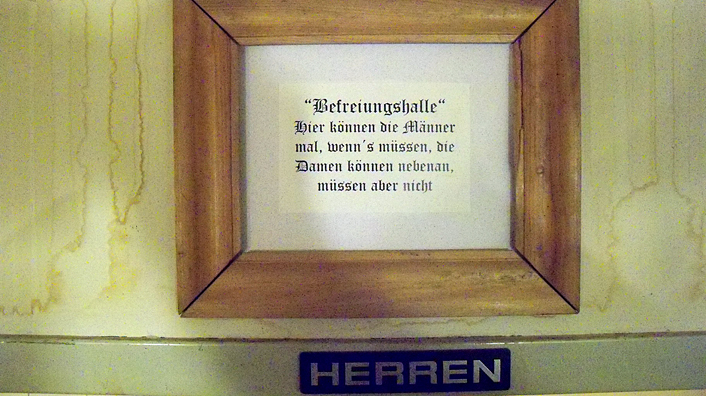 “Befreiungshalle“
Hier können die Männer
mal, wenn´s müssen, die
Damen können nebenan,
müssen aber nicht
HERREN